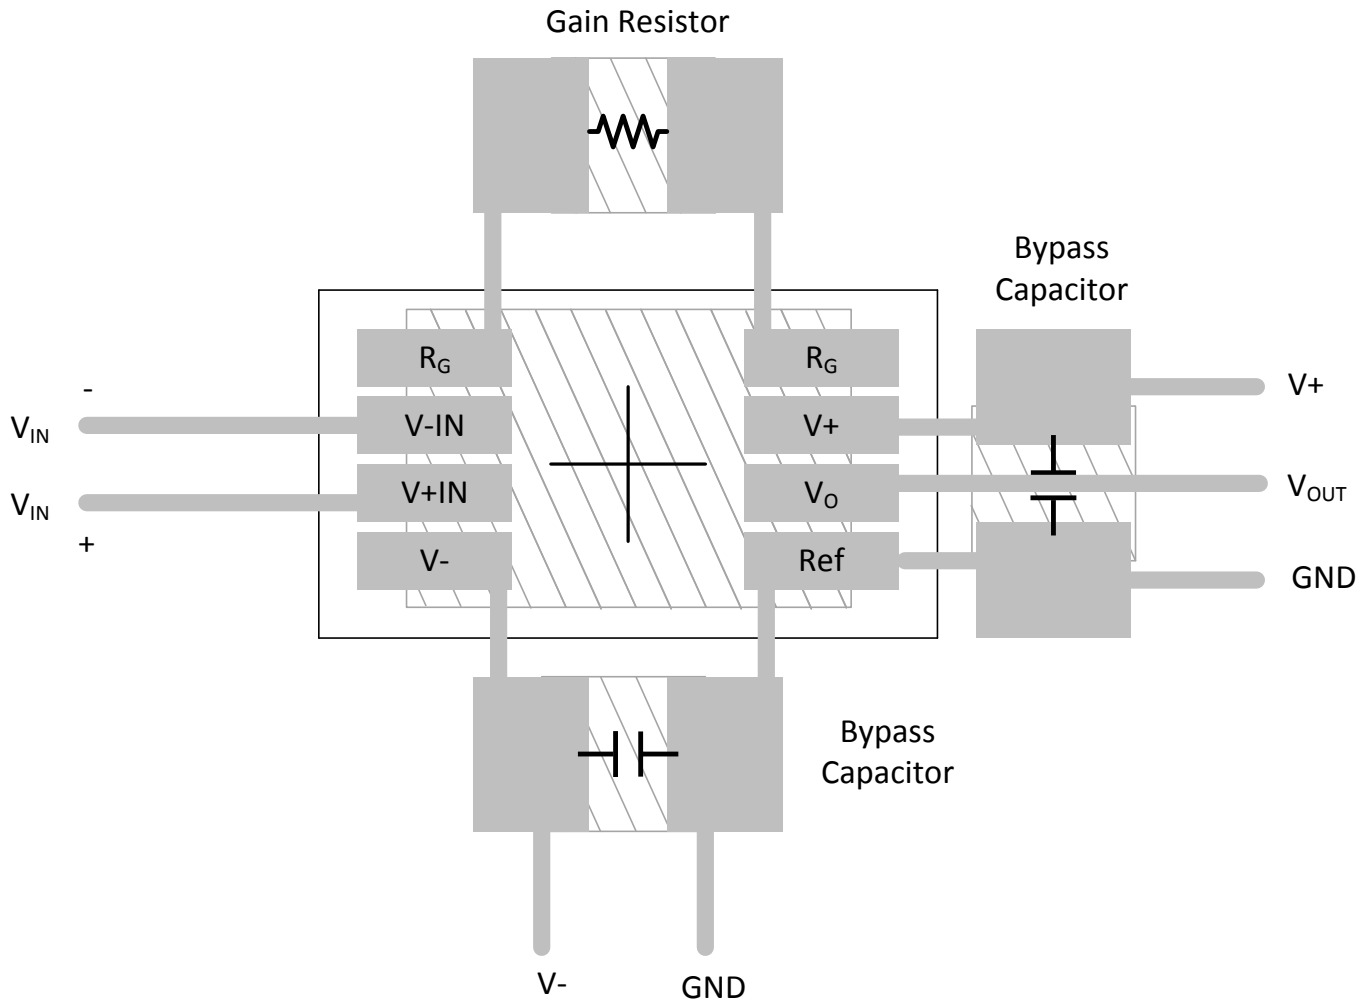 Gain Resistor
Bypass
Capacitor
RG
RG
-
V+
VIN
V-IN
V+
VIN
V+IN
VO
VOUT
+
V-
Ref
GND
Bypass
Capacitor
V-
GND